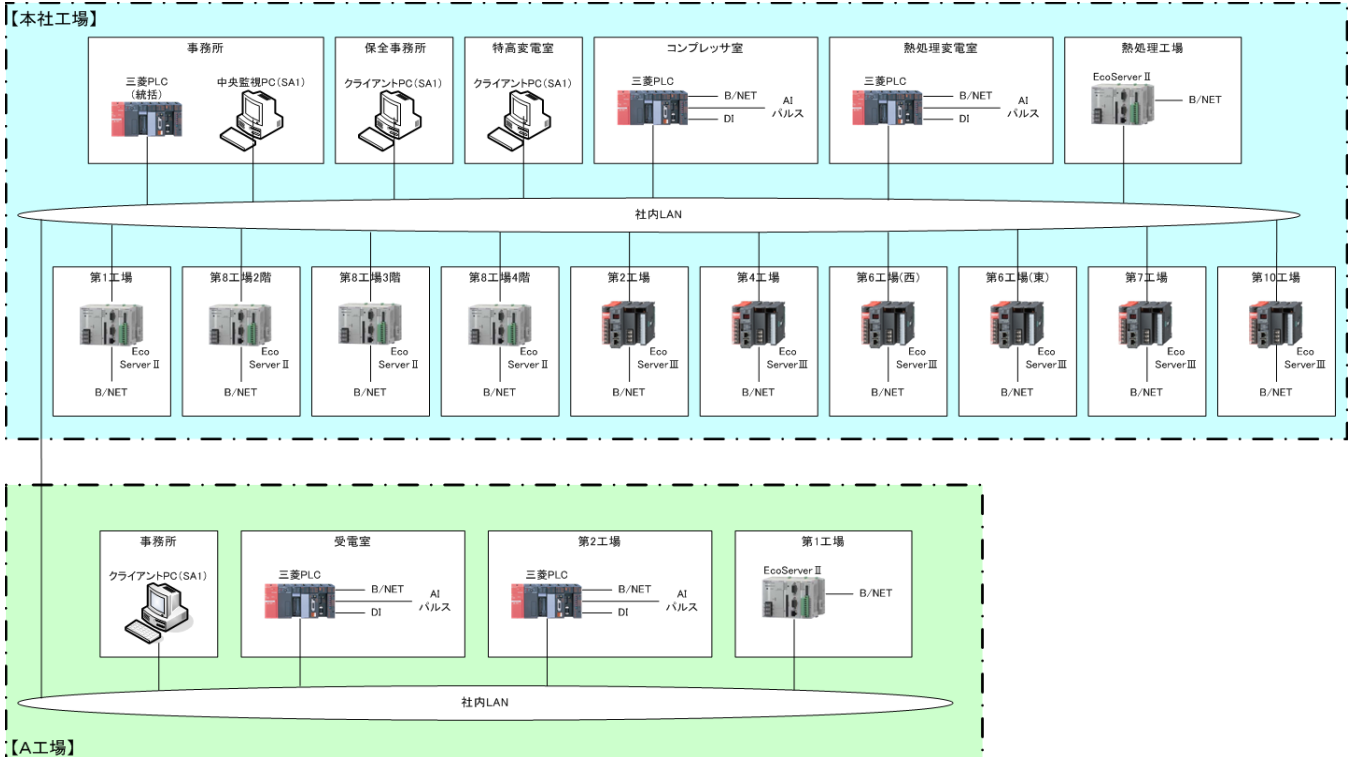 【本社工場】
事務所
三菱PLC
(統括)
中央監視PC(SA1)
保全事務所
クライアントPC(SA1)
特高変電室
クライアントPC(SA1)
コンプレッサ室
三菱PLC
B/NET
AI
パルス
DI
熱処理変電室
三菱PLC
B/NET
AI
パルス
DI
熱処理工場
EcoServerⅡ
B/NET
社内LAN
第1工場
Eco
ServerⅡ
B/NET
第8工場2階
Eco
ServerⅡ
B/NET
第8工場3階
Eco
ServerⅡ
B/NET
第8工場4階
Eco
ServerⅡ
B/NET
第2工場
Eco
ServerⅢ
B/NET
第4工場
Eco
ServerⅢ
B/NET
第6工場(西)
Eco
ServerⅢ
B/NET
第6工場(東)
Eco
ServerⅢ
B/NET
第7工場
Eco
ServerⅢ
B/NET
第10工場
Eco
ServerⅢ
B/NET
事務所
クライアントPC(SA1)
受電室
三菱PLC
B/NET
AI
パルス
DI
第2工場
三菱PLC
B/NET
AI
パルス
DI
第1工場
EcoServerⅡ
B/NET
社内LAN
【A工場】